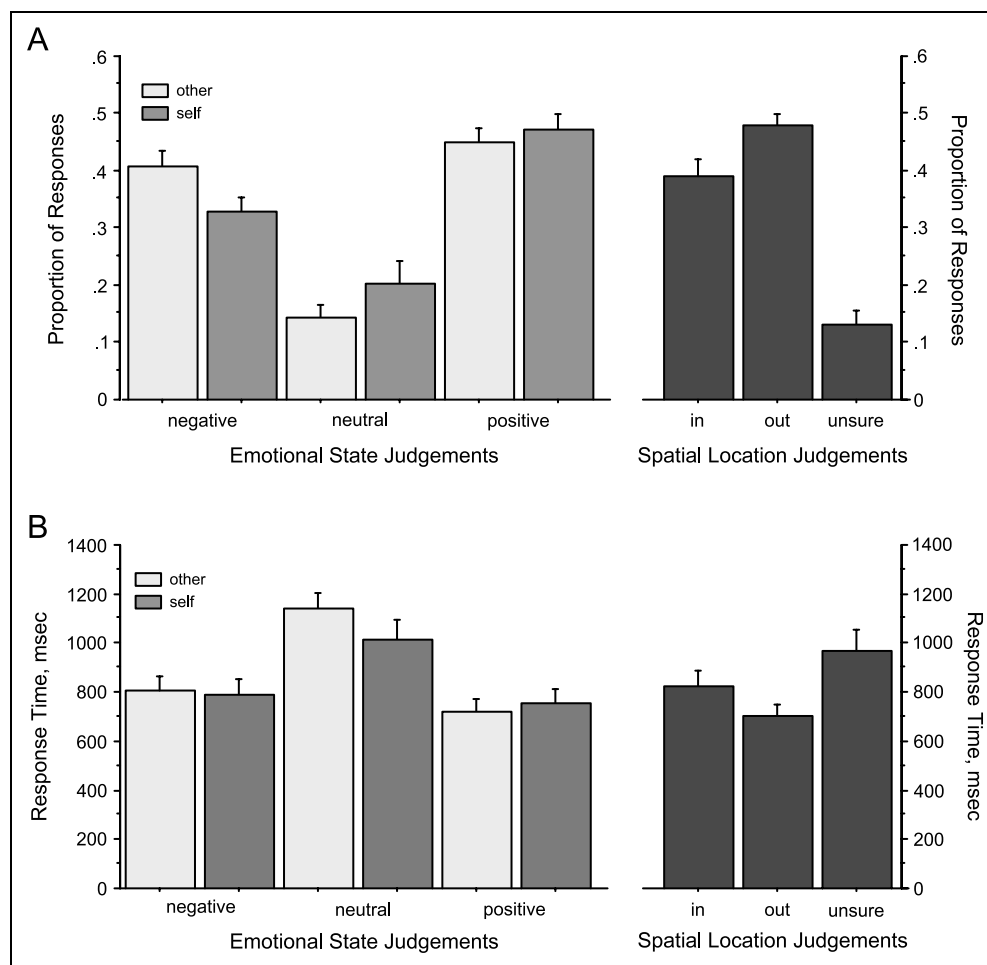 A
.6
.5
.4
.3
.2
.1
0
Proportion of Responses
other
self
negative neutral positive
Emotional State Judgements
.6
.5
.4
.3
.2
.1
0
Proportion of Responses
in out unsure
Spatial Location Judgements
B
1400
1200
1000
800
600
400
200
0
Response Time, msec
other
self
negative neutral positive
Emotional State Judgements
1400
1200
1000
800
600
400
200
0
Response Time, msec
in out unsure
Spatial Location Judgements